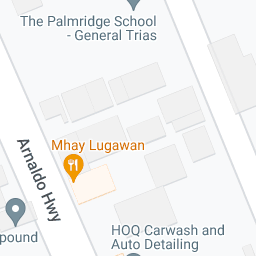 The Palmridge School
- General Trias
Mhay Lugawan
Arnaldo Hwy
pound
HOQ Carwash and
Auto Detailing